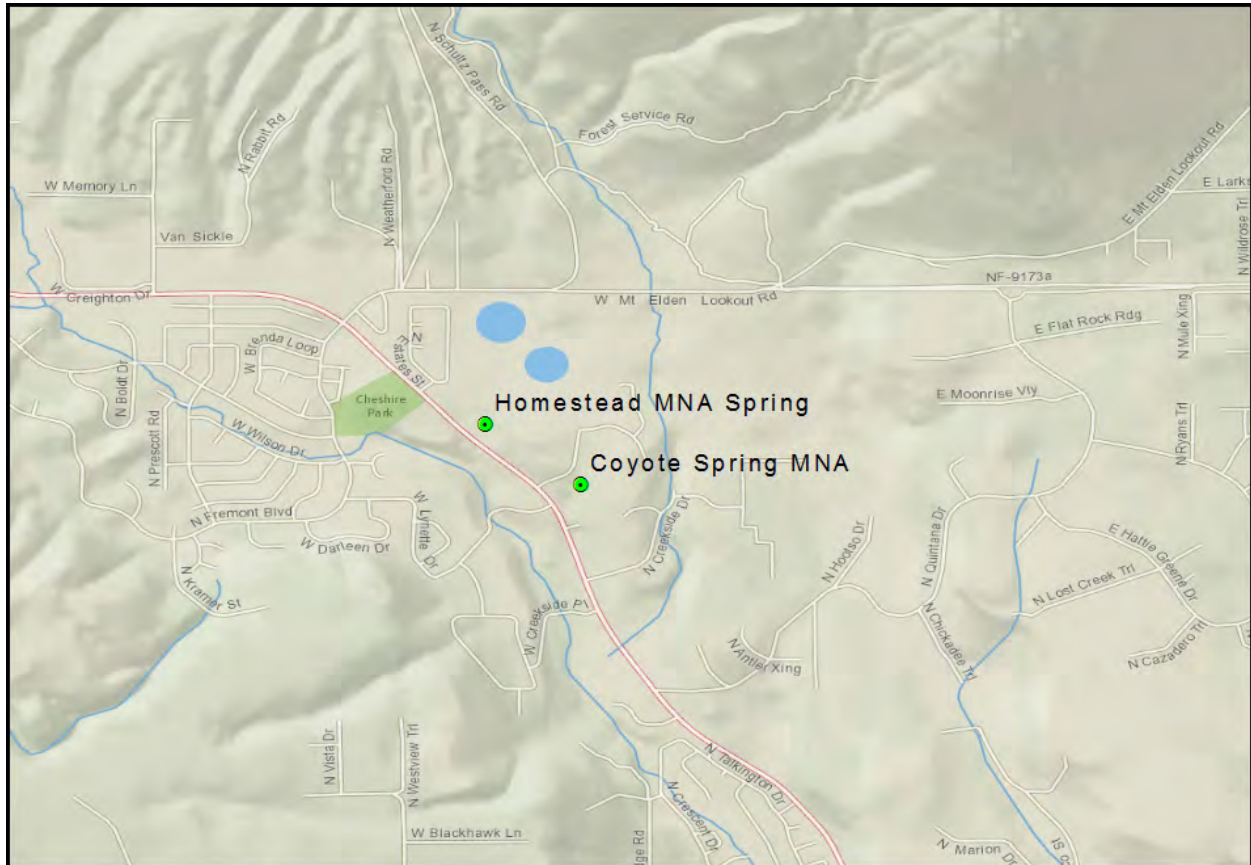 N Schultz Pass Rd
Forest Service Rd
N Rabbit Rd
W Memory Ln
N Weatherford Rd
Van Sickle
E Mt Elden Lookout Rd
E Larks
N Wildrose Trl
NF-9173a
W Creighton Dr
W Mt Elden Lookout Rd
E Flat Rock Rdg
N Mule Xing
W Brenda Loop
N Estates St
N Boldt Dr
Cheshire
Park
Homestead MNA Spring
E Moonrise Vly
N Prescott Rd
W Wilson Dr
N Ryans Trl
Coyote Spring MNA
N Fremont Blvd
W Lynette Dr
W Darleen Dr
N Creekside Dr
N Hootso Dr
N Quintana Dr
E Hattie Greene Dr
N Kramer St
N Lost Creek Trl
W Creekside Pl
N Chickadee Trl
N Antler Xing
N Cazadero Trl
N Vista Dr
N Westview Trl
N Talkington Dr
N Crescent Dr
W Blackhawk Ln
N Marion Dr